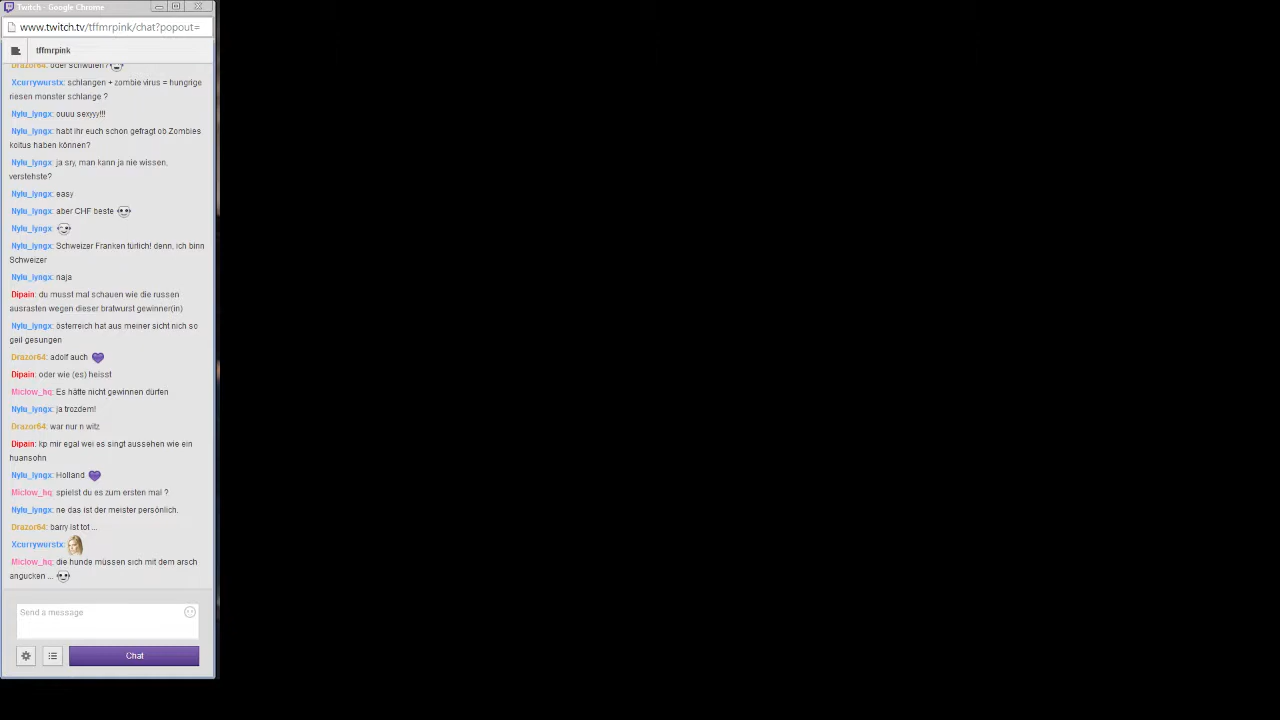 Twitch - Google Chrome
www.twitch.tv/tffmrpink/chat?popout=
tffmrpink
Drazor64: oder schwulen?
Xcurrywurstx: schlangen + zombie virus = hungrige
riesen monster schlange ?
Nylu_lyngx: ouuu sexyy!!!
Nylu_lyngx: habt ihr euch schon gefragt ob Zombies
koitus haben können?
Nylu_lyngx: ja sry, man kann ja nie wissen,
verstehste?
Nylu_lyngx: easy
Nylu_lyngx: aber CHF beste
Nylu_lyngx:
Nylu_lyngx: Schweizer Franken türlich! denn, ich binn
Schweizer
Nylu_lyngx: naja
Dipain: du musst mal schauen wie die russen
ausrasten wegen dieser bratwurst gewinner(in)
Nylu_lyngx: österreich hat aus meiner sicht nich so
geil gesungen
Drazor64: adolf auch
Dipain: oder wie (es) heisst
Miclow_hq: Es hätte nicht gewinnen dürfen
Nylu_lyngx: ja trozdem!
Drazor64: war nur n witz
Dipain: kp mir egal wei es singt aussehen wie ein
huansohn
Nylu_lyngx: Holland
Miclow_hq: spielst du es zum ersten mal ?
Nylu_lyngx: ne das ist der meister persönlich.
Drazor64: barry ist tot ...
Xcurrywurstx:
Miclow_hq: die hunde müssen sich mit dem arsch
angucken ...
Send a message
Chat